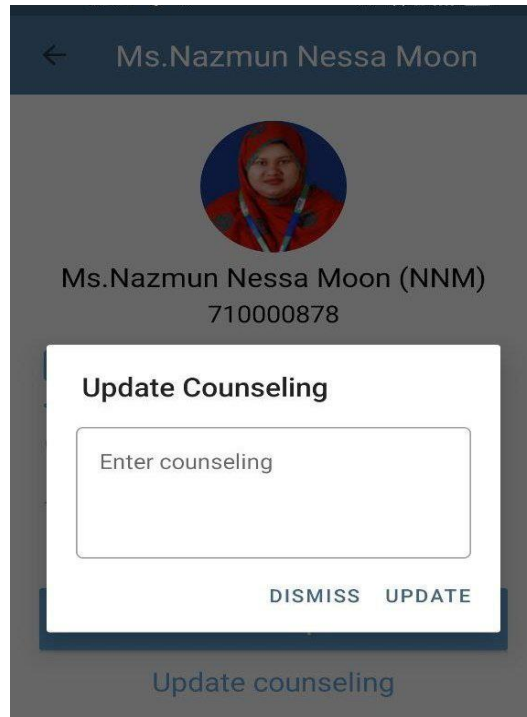 Ms.Nazmun Nessa Moon
Ms.Nazmun Nessa Moon (NNM)
710000878
Update Counseling
Enter counseling
DISMISS UPDATE
Update counseling